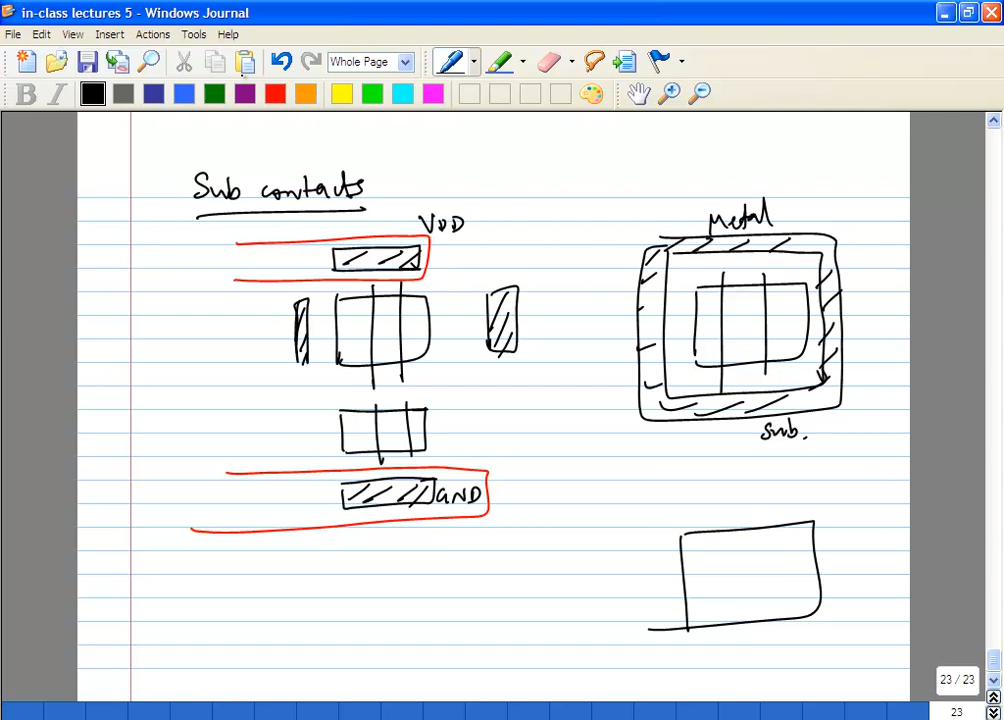 in-class lectures 5 - Windows Journal
File Edit View Insert Actions Tools Help
Whole Page
B I
Sub contacts
VDD
Metal
Sub.
GND
23 / 23
23